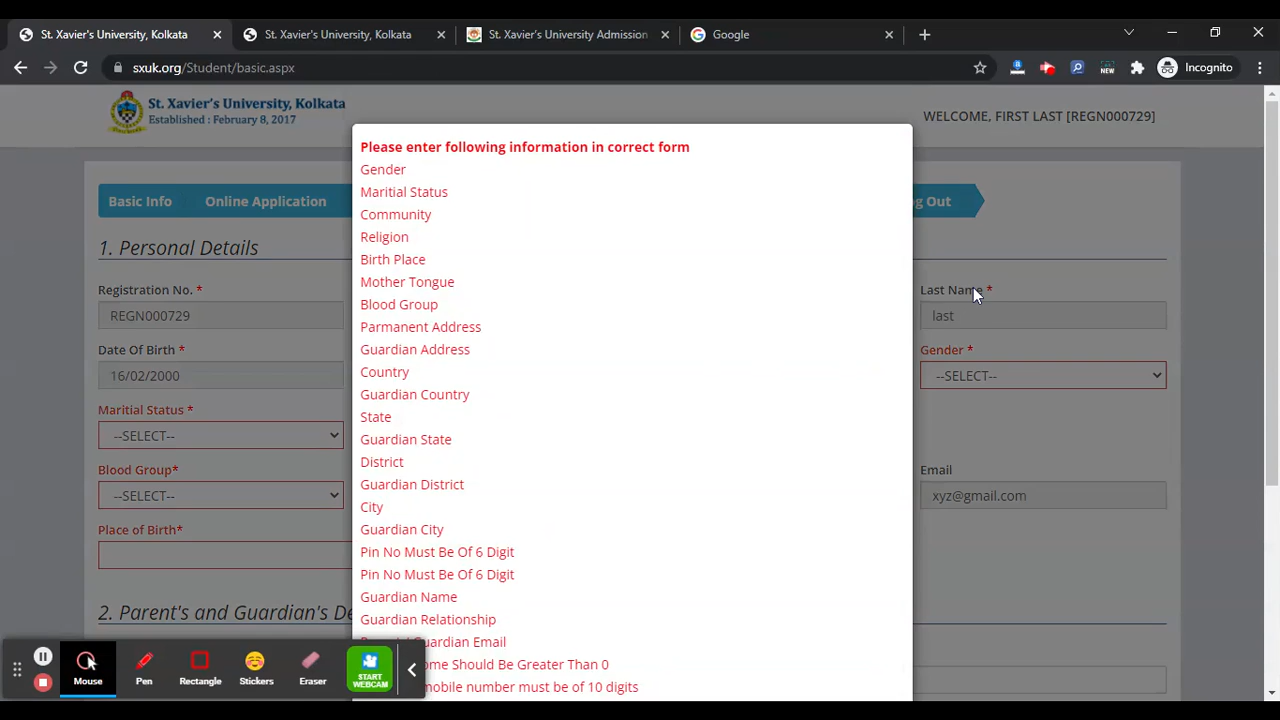 St. Xavier's University, Kolkata
St. Xavier's University, Kolkata
St. Xavier's University Admission
Google
sxuk.org/Student/basic.aspx
NEW
Incognito
St. Xavier's University, Kolkata
Established : February 8, 2017
WELCOME, FIRST LAST [REGN000729]
Basic Info
Online Application
g Out
Please enter following information in correct form
Gender
Maritial Status
Community
Religion
Birth Place
Mother Tongue
Blood Group
Parmanent Address
Guardian Address
Country
Guardian Country
State
Guardian State
District
Guardian District
City
Guardian City
Pin No Must Be Of 6 Digit
Pin No Must Be Of 6 Digit
Guardian Name
Guardian Relationship
Guardian Email
ome Should Be Greater Than 0
mobile number must be of 10 digits
1. Personal Details
Registration No. *
REGN000729
Last Name *
last
Date Of Birth *
16/02/2000
Gender *
--SELECT--
Maritial Status *
--SELECT--
Blood Group*
--SELECT--
Email
xyz@gmail.com
Place of Birth*
2. Parent's and Guardian's De
Mouse
Pen
Rectangle
Stickers
Eraser
START
WEBCAM